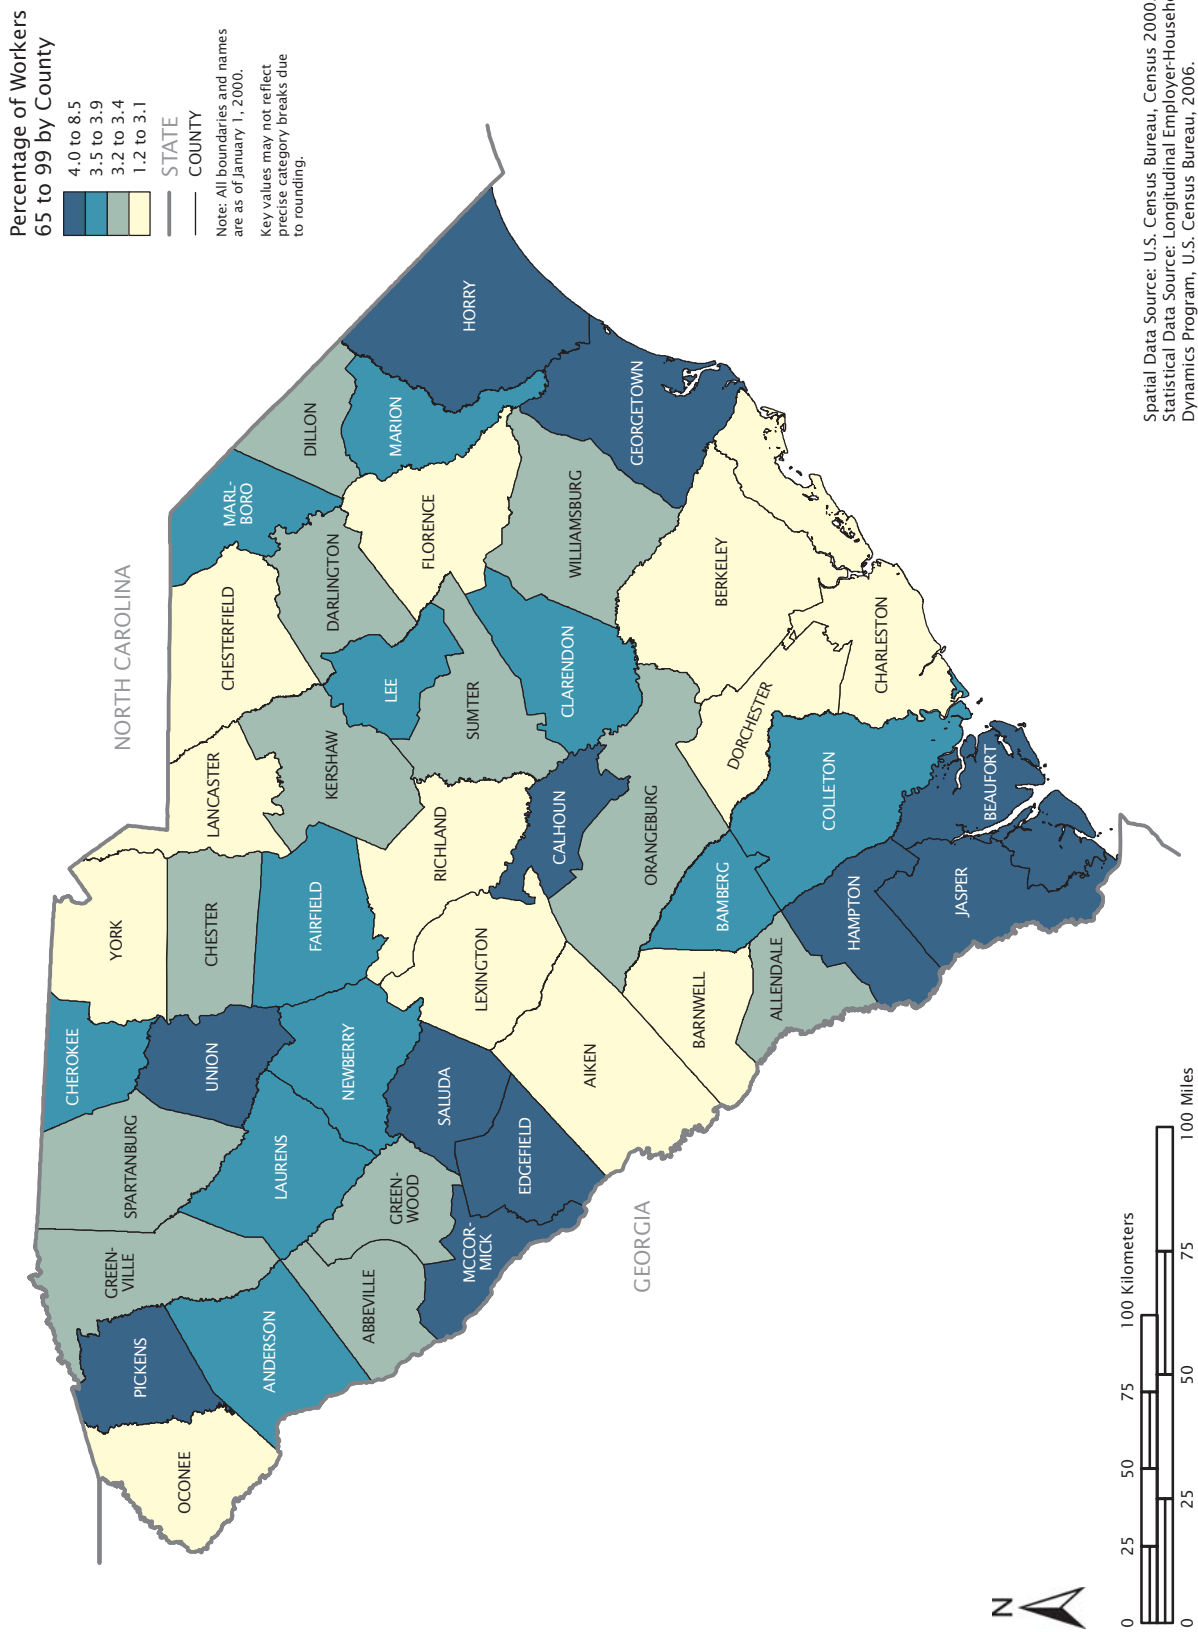 Percentage of Workers
65 to 99 by County
4.0 to 8.5
3.5 to 3.9
3.2 to 3.4
1.2 to 3.1
STATE
COUNTY
Note: All boundaries and names
are as of January 1, 2000.
Key values may not reflect
precise category breaks due
to rounding.
NORTH CAROLINA
GEORGIA
OCONEE
PICKENS
GREEN-
VILLE
SPARTANBURG
CHEROKEE
YORK
UNION
CHESTER
LANCASTER
CHESTERFIELD
MARL-
BORO
ANDERSON
LAURENS
FAIRFIELD
KERSHAW
DARLINGTON
DILLON
ABBEVILLE
GREEN-
WOOD
NEWBERRY
LEE
FLORENCE
MARION
HORRY
MCCOR-
MICK
SALUDA
RICHLAND
SUMTER
EDGEFIELD
LEXINGTON
CALHOUN
CLARENDON
WILLIAMSBURG
GEORGETOWN
AIKEN
ORANGEBURG
BARNWELL
BAMBERG
DORCHESTER
BERKELEY
ALLENDALE
COLLETON
CHARLESTON
HAMPTON
JASPER
BEAUFORT
N
0 25 50 75 100 Kilometers
0 25 50 75 100 Miles
Spatial Data Source: U.S. Census Bureau, Census 2000.
Statistical Data Source: Longitudinal
Dynamics Program, U.S. Census Bureau, 2006.